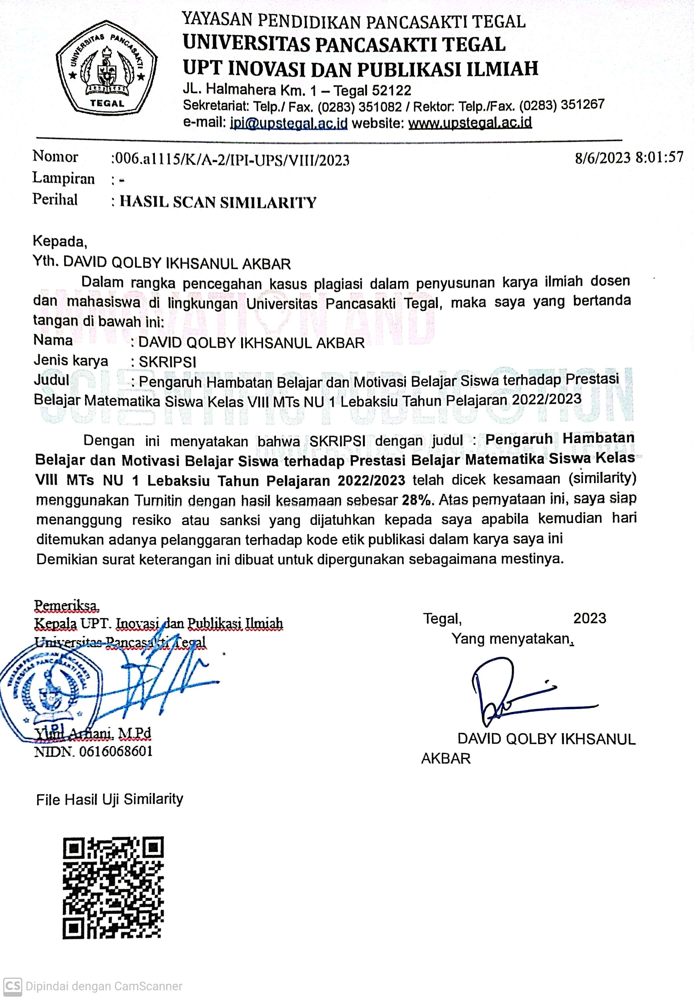 UNIVERSITAS PANCASAKTI
TEGAL
YAYASAN PENDIDIKAN PANCASAKTI TEGAL
UNIVERSITAS PANCASAKTI TEGAL
UPT INOVASI DAN PUBLIKASI ILMIAH
JL. Halmahera Km. 1 – Tegal 52122
Sekretariat: Telp./ Fax. (0283) 351082 / Rektor: Telp./Fax. (0283) 351267
e-mail: ipi@upstegal.ac.id website: www.upstegal.ac.id
Nomor :006.a1115/K/A-2/IPI-UPS/VIII/2023 8/6/2023 8:01:57
Lampiran : -
Perihal : HASIL SCAN SIMILARITY
Kepada,
Yth. DAVID QOLBY IKHSANUL AKBAR
Dalam rangka pencegahan kasus plagiasi dalam penyusunan karya ilmiah dosen
dan mahasiswa di lingkungan Universitas Pancasakti Tegal, maka saya yang bertanda
tangan di bawah ini:
INNOVATION AND
Nama : DAVID QOLBY IKHSANUL AKBAR
Jenis karya : SKRIPSI
Judul : Pengaruh Hambatan Belajar dan Motivasi Belajar Siswa terhadap Prestasi
Belajar Matematika Siswa Kelas VIII MTs NU 1 Lebaksiu Tahun Pelajaran 2022/2023
SCIENTIFIC PUBLICATION
UNIVERSITAS PANCASAKTI TEGAL
Dengan ini menyatakan bahwa SKRIPSI dengan judul : Pengaruh Hambatan
Belajar dan Motivasi Belajar Siswa terhadap Prestasi Belajar Matematika Siswa Kelas
VIII MTs NU 1 Lebaksiu Tahun Pelajaran 2022/2023 telah dicek kesamaan (similarity)
menggunakan Turnitin dengan hasil kesamaan sebesar 28%. Atas pernyataan ini, saya siap
menanggung resiko atau sanksi yang dijatuhkan kepada saya apabila kemudian hari
ditemukan adanya pelanggaran terhadap kode etik publikasi dalam karya saya ini
Demikian surat keterangan ini dibuat untuk dipergunakan sebagaimana mestinya.
Pemeriksa,
Kepala UPT. Inovasi dan Publikasi Ilmiah
Universitas Pancasakti Tegal
YAYASAN PENDIDIKAN PANCASAKTI
UNIVERSITAS PANCASAKTI TEGAL
IPI
Yuni Arfiani, M.Pd
NIDN. 0616068601
Tegal, 2023
Yang menyatakan,
DAVID QOLBY IKHSANUL
AKBAR
File Hasil Uji Similarity
CS Dipindai dengan CamScanner